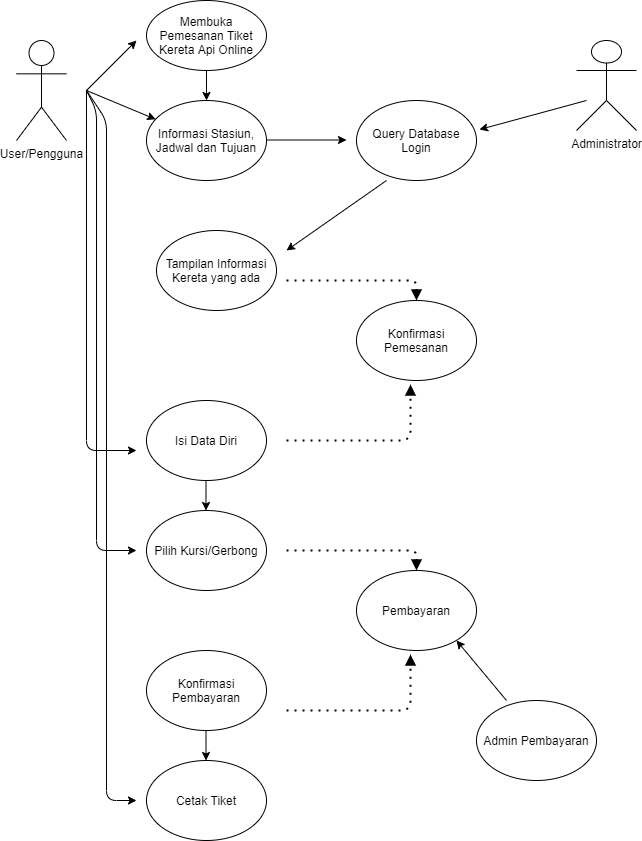 Membuka
Pemesanan Tiket
Kereta Api Online
User/Pengguna
Administrator
Informasi Stasiun,
Jadwal dan Tujuan
Query Database
Login
Tampilan Informasi
Kereta yang ada
Konfirmasi
Pemesanan
Isi Data Diri
Pilih Kursi/Gerbong
Pembayaran
Konfirmasi
Pembayaran
Admin Pembayaran
Cetak Tiket